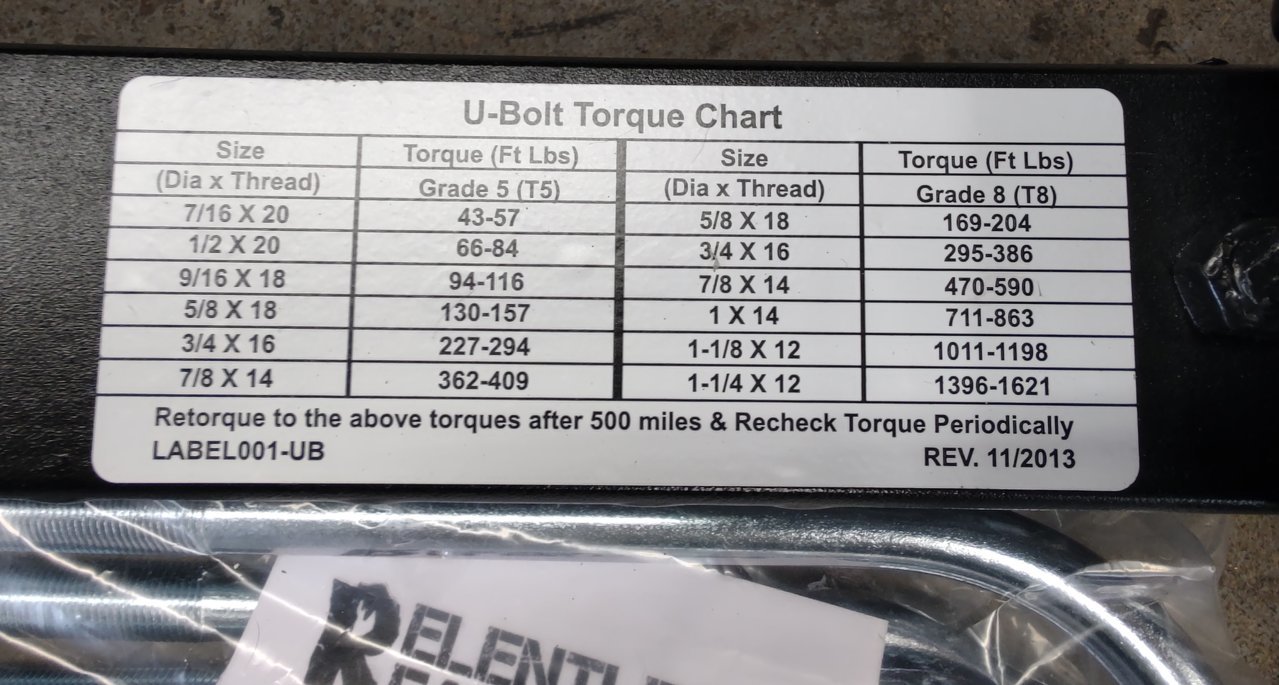 U-Bolt Torque Chart
Size Torque (Ft Lbs) Size Torque (Ft Lbs)
(Dia x Thread) Grade 5 (T5) (Dia x Thread) Grade 8 (T8)
7/16 X 20 43-57 5/8 X 18 169-204
1/2 X 20 66-84 3/4 X 16 295-386
9/16 X 18 94-116 7/8 X 14 470-590
5/8 X 18 130-157 1 X 14 711-863
3/4 X 16 227-294 1-1/8 X 12 1011-1198
7/8 X 14 362-409 1-1/4 X 12 1396-1621
Retorque to the above torques after 500 miles & Recheck Torque Periodically
LABEL001-UB REV. 11/2013